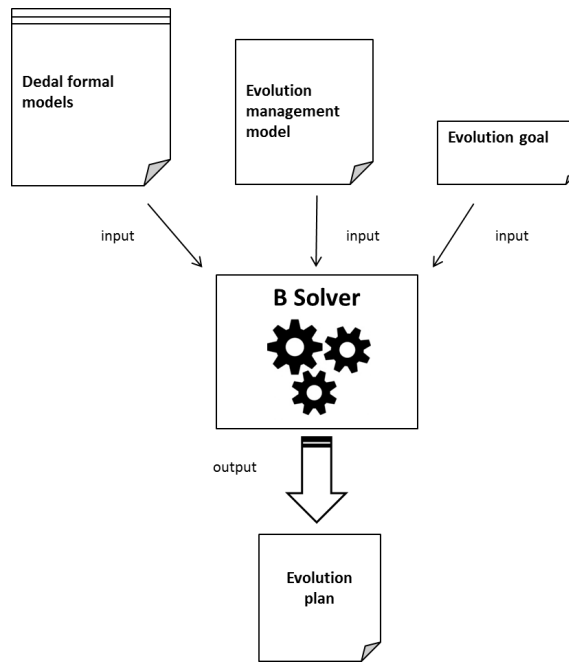 Dedal formal
models
Evolution
management
model
Evolution goal
input
input
input
B Solver
output
Evolution
plan